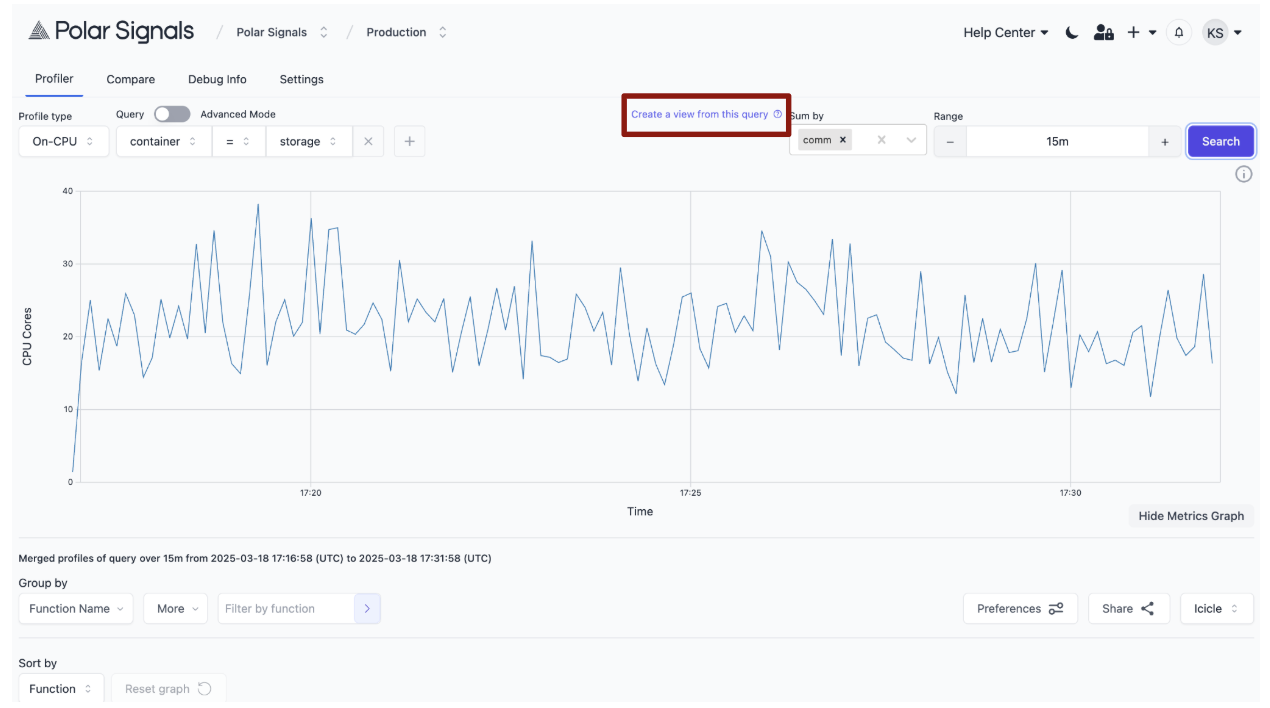 Polar Signals / Polar Signals / Production Help Center KS
Profiler Compare Debug Info Settings
Profile type Query Advanced Mode Create a view from this query Sum by Range
On-CPU container = storage × + comm × × − 15m + Search
40
30
20
10
0
CPU Cores
17:20 17:25 17:30
Time
Hide Metrics Graph
Merged profiles of query over 15m from 2025-03-18 17:16:58 (UTC) to 2025-03-18 17:31:58 (UTC)
Group by
Function Name More Filter by function Preferences Share Icicle
Sort by
Function Reset graph